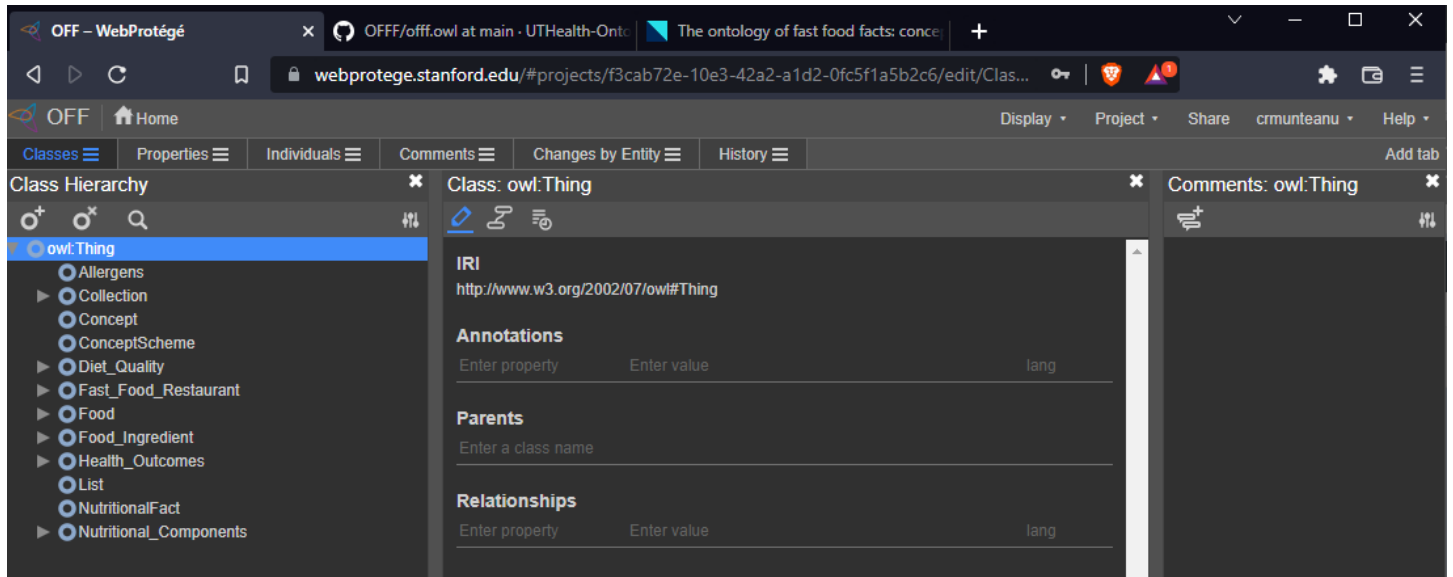 OFF – WebProtégé
OFFF/offf.owl at main · UTHealth-Onto
The ontology of fast food facts: concep
webprotege.stanford.edu/#projects/f3cab72e-10e3-42a2-a1d2-0fc5f1a5b2c6/edit/Clas...
1
OFF
Home
Display
Project
Share
crmunteanu
Help
Classes
Properties
Individuals
Comments
Changes by Entity
History
Add tab
Class Hierarchy
owl:Thing
Allergens
Collection
Concept
ConceptScheme
Diet_Quality
Fast_Food_Restaurant
Food
Food_Ingredient
Health_Outcomes
List
NutritionalFact
Nutritional_Components
Class: owl:Thing
IRI
http://www.w3.org/2002/07/owl#Thing
Annotations
Enter property Enter value lang
Parents
Enter a class name
Relationships
Enter property Enter value lang
Comments: owl:Thing